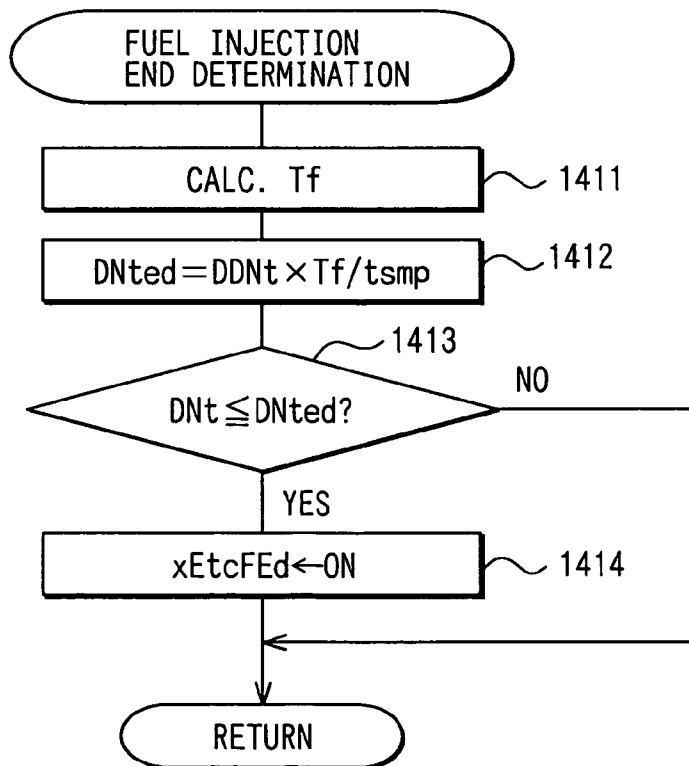 FUEL INJECTION
END DETERMINATION
CALC. Tf
1411
DNted=DDNt×Tf/tsmp
1412
1413
DNt≦DNted?
NO
YES
xEtcFEd←ON
1414
RETURN